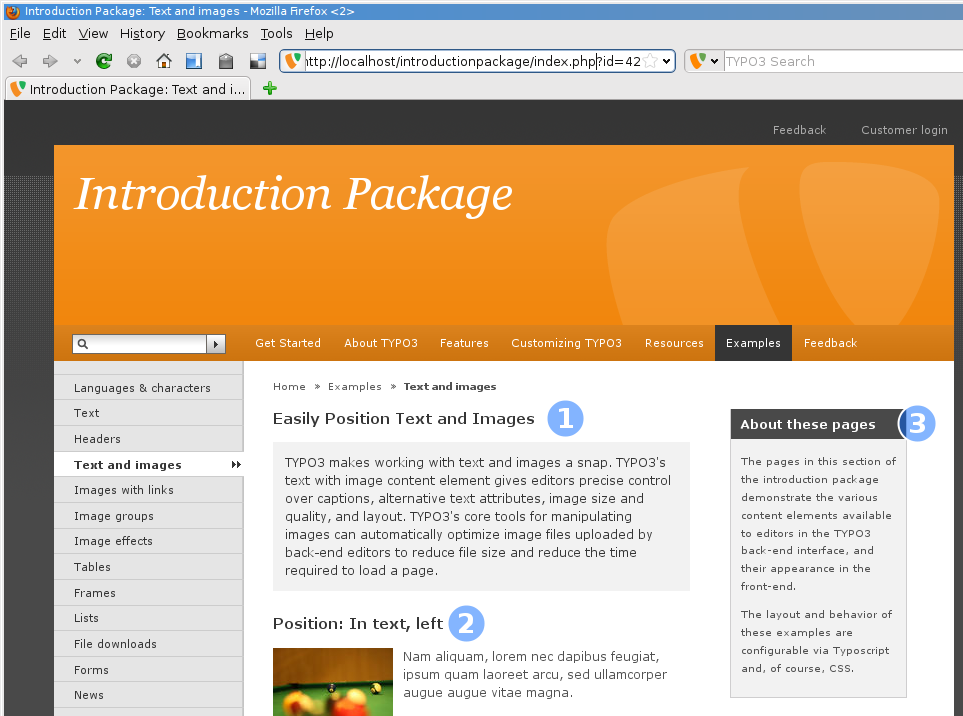 Introduction Package: Text and images - Mozilla Firefox <2>
File Edit View History Bookmarks Tools Help
ttp://localhost/introductionpackage/index.php?id=42
TYPO3 Search
Introduction Package: Text and i...
Feedback Customer login
Introduction Package
Get Started About TYPO3 Features Customizing TYPO3 Resources Examples Feedback
Languages & characters
Text
Headers
Text and images
Images with links
Image groups
Image effects
Tables
Frames
Lists
File downloads
Forms
News
Home » Examples » Text and images
Easily Position Text and Images 1
TYPO3 makes working with text and images a snap. TYPO3's
text with image content element gives editors precise control
over captions, alternative text attributes, image size and
quality, and layout. TYPO3's core tools for manipulating
images can automatically optimize image files uploaded by
back-end editors to reduce file size and reduce the time
required to load a page.
Position: In text, left 2
Nam aliquam, lorem nec dapibus feugiat,
ipsum quam laoreet arcu, sed ullamcorper
augue augue vitae magna.
About these pages 3
The pages in this section of
the introduction package
demonstrate the various
content elements available
to editors in the TYPO3
back-end interface, and
their appearance in the
front-end.
The layout and behavior of
these examples are
configurable via Typoscript
and, of course, CSS.